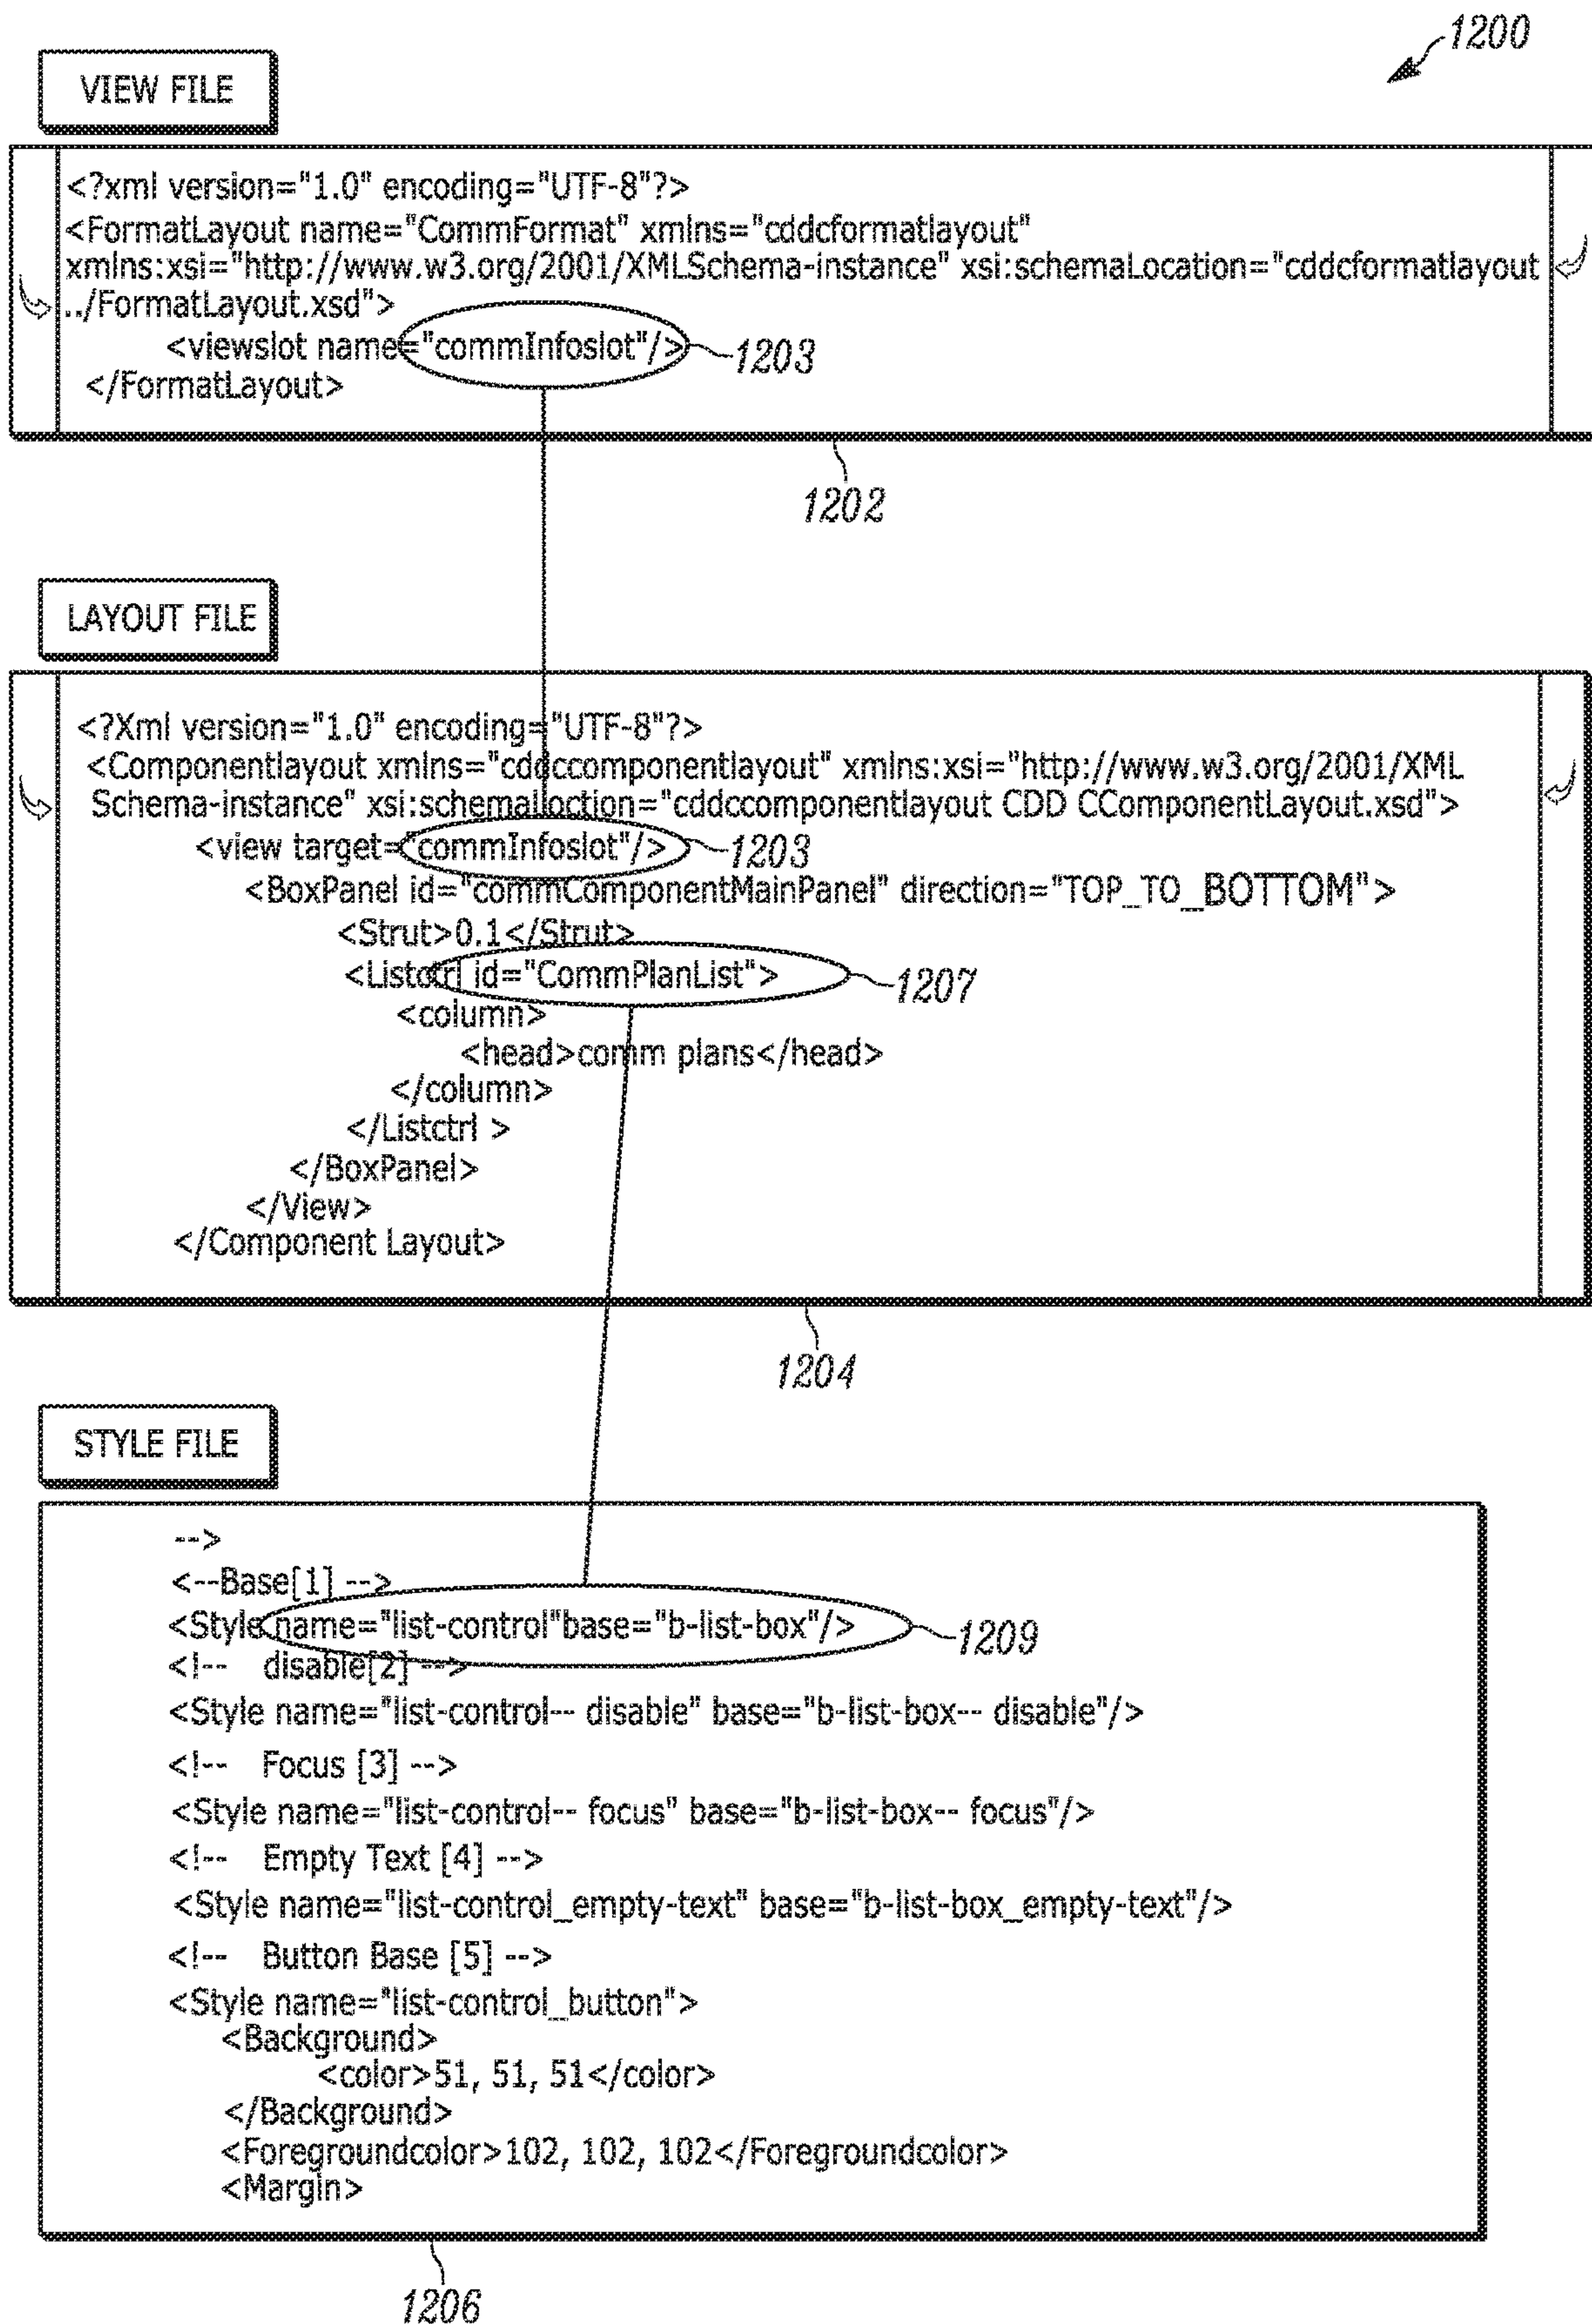 1200
VIEW FILE
<?xml version="1.0" encoding="UTF-8"?>
<FormatLayout name="CommFormat" xmlns="cddcformatlayout"
xmlns:xsi="http://www.w3.org/2001/XMLSchema-instance" xsi:schemaLocation="cddcformatlayout
../FormatLayout.xsd">
<viewslot name="commInfoslot"/>
1203
</FormatLayout>
1202
LAYOUT FILE
<?Xml version="1.0" encoding="UTF-8"?>
<Componentlayout xmlns="cddccomponentlayout" xmlns:xsi="http://www.w3.org/2001/XML
Schema-instance" xsi:schemaloction="cddccomponentlayout CDD CComponentLayout.xsd">
<view target="commInfoslot"/>
1203
<BoxPanel id="commComponentMainPanel" direction="TOP_TO_BOTTOM">
<Strut>0.1</Strut>
<Listctrl id="CommPlanList">
1207
<column>
<head>comm plans</head>
</column>
</Listctrl >
</BoxPanel>
</View>
</Component Layout>
1204
STYLE FILE
-->
<--Base[1] -->
<Style name="list-control"base="b-list-box"/>
1209
<!-- disable[2] -->
<Style name="list-control-- disable" base="b-list-box-- disable"/>
<!-- Focus [3] -->
<Style name="list-control-- focus" base="b-list-box-- focus"/>
<!-- Empty Text [4] -->
<Style name="list-control_empty-text" base="b-list-box_empty-text"/>
<!-- Button Base [5] -->
<Style name="list-control_button">
<Background>
<color>51, 51, 51</color>
</Background>
<Foregroundcolor>102, 102, 102</Foregroundcolor>
<Margin>
1206